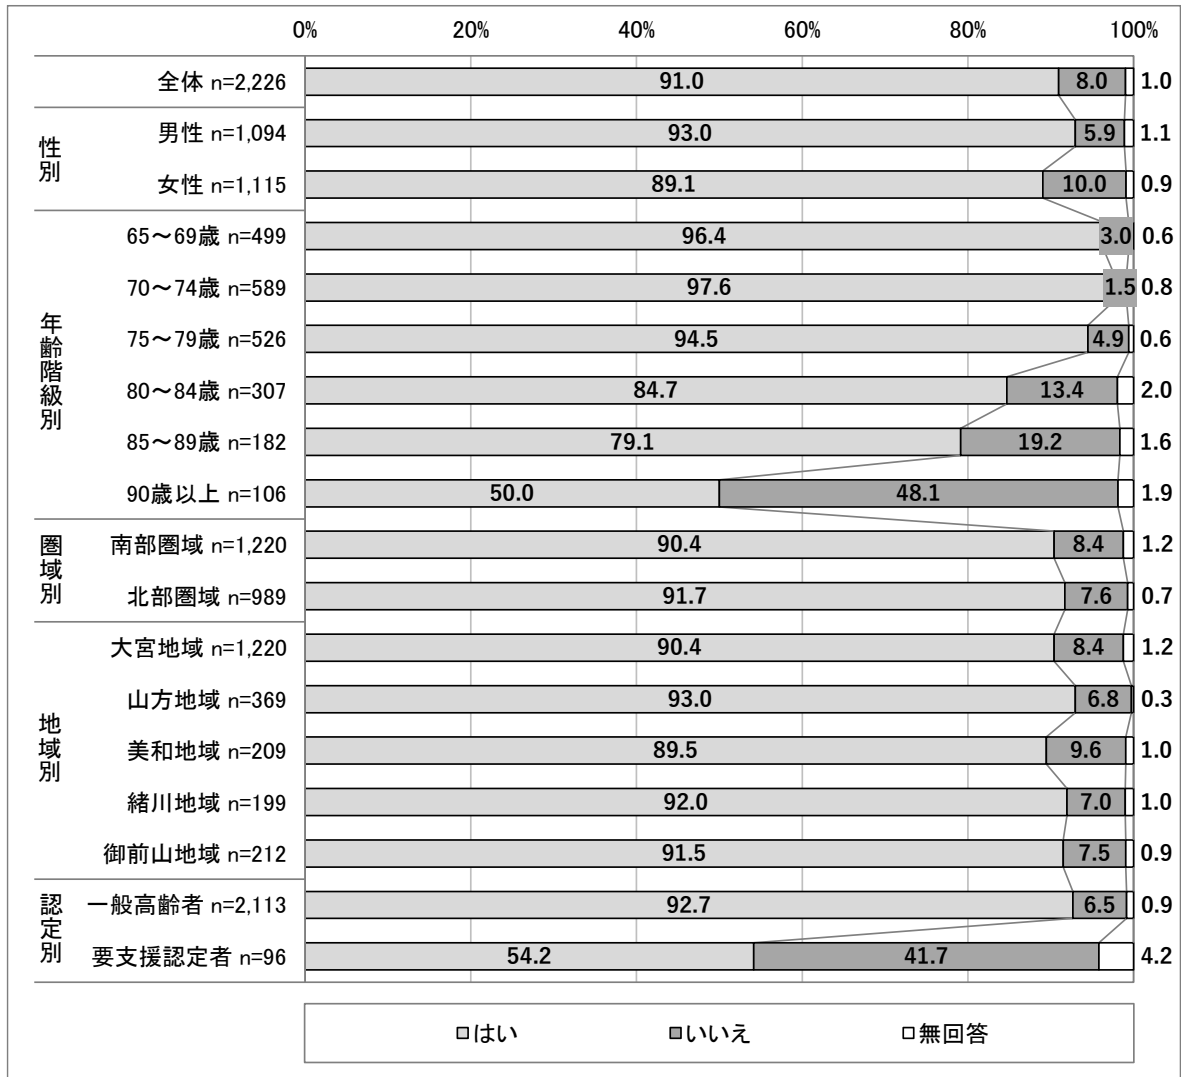 0% 20% 40% 60% 80% 100%
全体 n=2,226 91.0 8.0 1.0
性別
男性 n=1,094 93.0 5.9 1.1
女性 n=1,115 89.1 10.0 0.9
年齢階級別
65～69歳 n=499 96.4 3.0 0.6
70～74歳 n=589 97.6 1.5 0.8
75～79歳 n=526 94.5 4.9 0.6
80～84歳 n=307 84.7 13.4 2.0
85～89歳 n=182 79.1 19.2 1.6
90歳以上 n=106 50.0 48.1 1.9
圏域別
南部圏域 n=1,220 90.4 8.4 1.2
北部圏域 n=989 91.7 7.6 0.7
地域別
大宮地域 n=1,220 90.4 8.4 1.2
山方地域 n=369 93.0 6.8 0.3
美和地域 n=209 89.5 9.6 1.0
緒川地域 n=199 92.0 7.0 1.0
御前山地域 n=212 91.5 7.5 0.9
認定別
一般高齢者 n=2,113 92.7 6.5 0.9
要支援認定者 n=96 54.2 41.7 4.2
はい いいえ 無回答